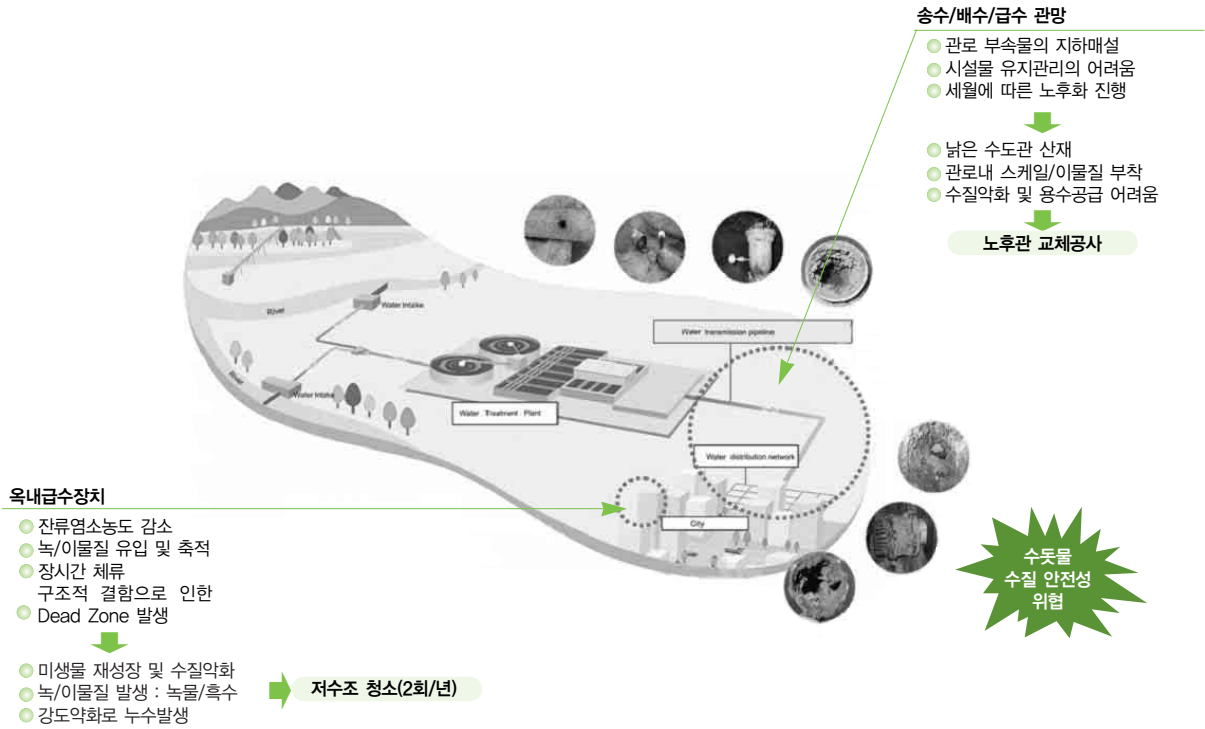 송수/배수/급수 관망
관로 부속물의 지하매설
시설물 유지관리의 어려움
세월에 따른 노후화 진행
낡은 수도관 산재
관로내 스케일/이물질 부착
수질악화 및 용수공급 어려움
노후관 교체공사
River
Water Intake
River
Water Intake
Water Treatment Plant
Water transmission pipeline
Water distribution network
City
옥내급수장치
잔류염소농도 감소
녹/이물질 유입 및 축적
장시간 체류
구조적 결함으로 인한
Dead Zone 발생
미생물 재성장 및 수질악화
녹/이물질 발생 : 녹물/흑수
강도약화로 누수발생
저수조 청소(2회/년)
수돗물
수질 안전성
위협